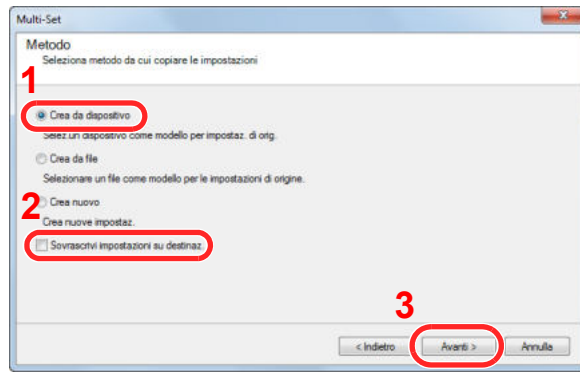 Multi-Set
Metodo
Seleziona metodo da cui copiare le impostazioni
1
Crea da dispositivo
Selez.un dispositivo come modello per impostaz. di orig.
Crea da file
Selezionare un file come modello per le impostazioni di origine.
2
Crea nuovo
Crea nuove impostaz.
Sovrascrivi impostazioni su destinaz.
3
< Indietro
Avanti >
Annulla